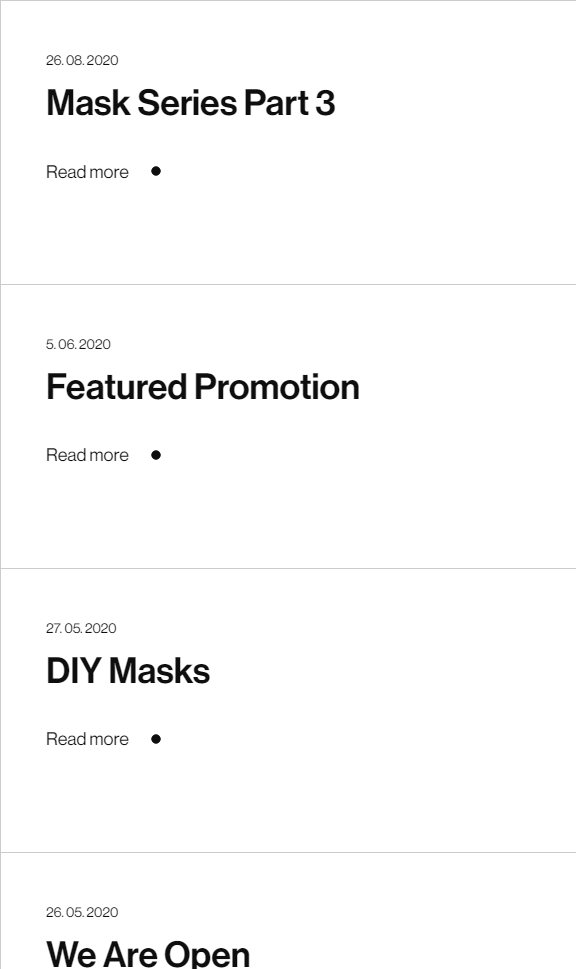 26.08.2020
Mask Series Part 3
Read more
5.06.2020
Featured Promotion
Read more
27.05.2020
DIY Masks
Read more
26.05.2020
We Are Open